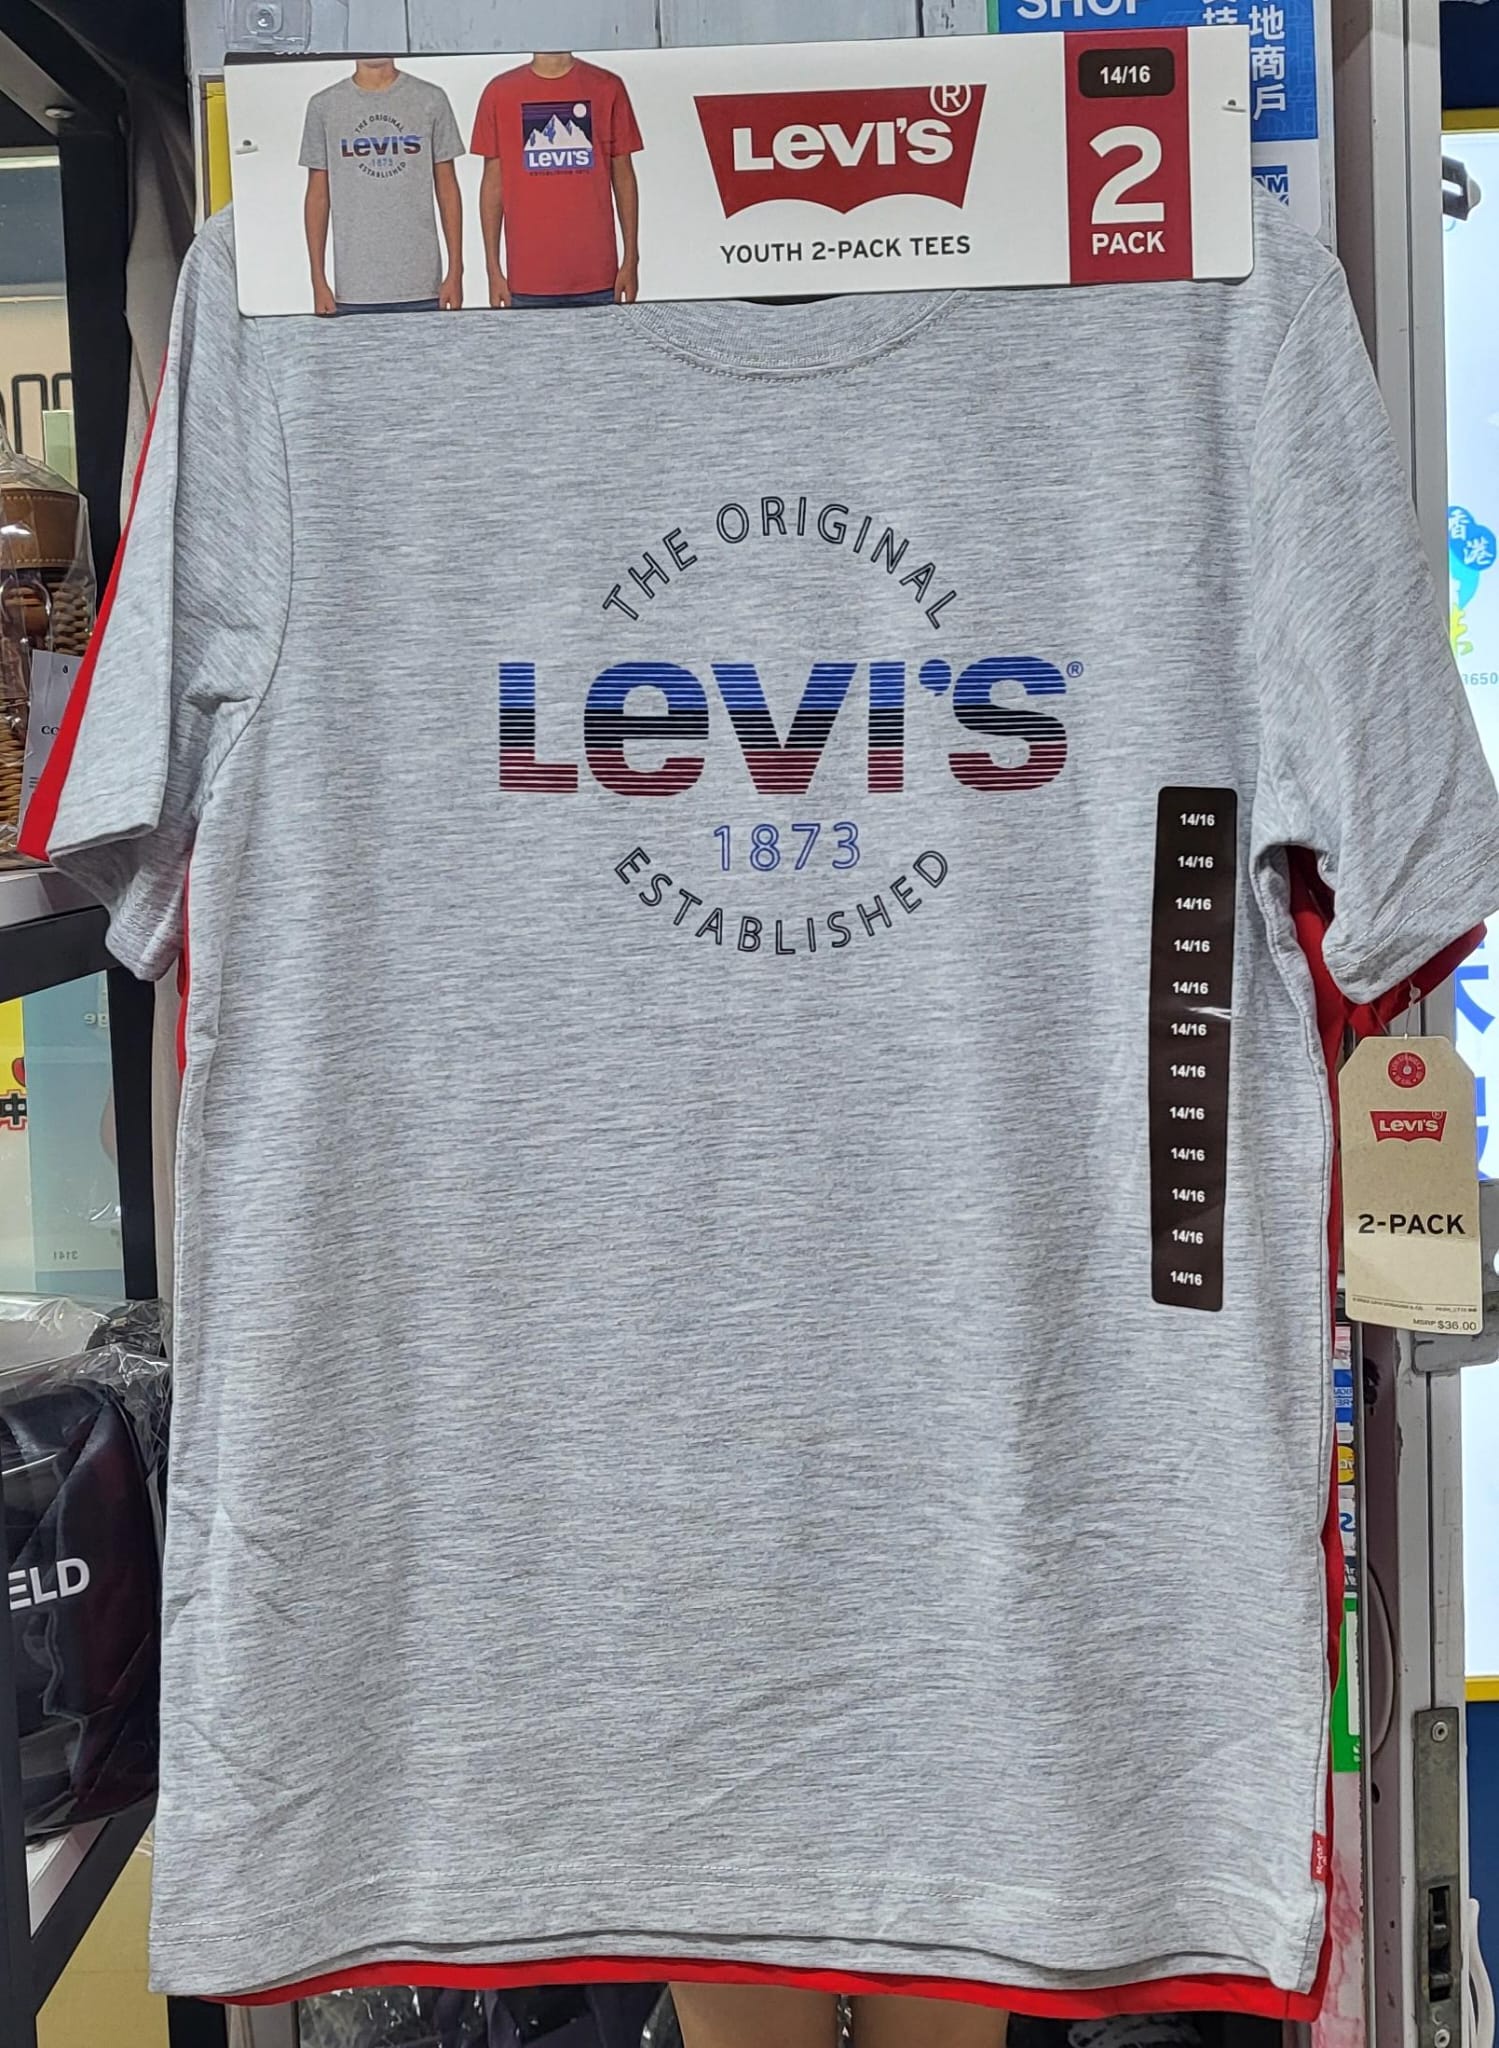 SHOP
地
商
戶
THE ORIGINAL
LEVI'S
1873
ESTABLISHED
LEVI'S
LEVI'S®
YOUTH 2-PACK TEES
14/16
2
PACK
THE ORIGINAL
LEVI'S®
1873
ESTABLISHED
14/16
14/16
14/16
14/16
14/16
14/16
14/16
14/16
14/16
14/16
14/16
14/16
LEVI'S®
2-PACK
MSRP $36.00
香港
ELD
3141